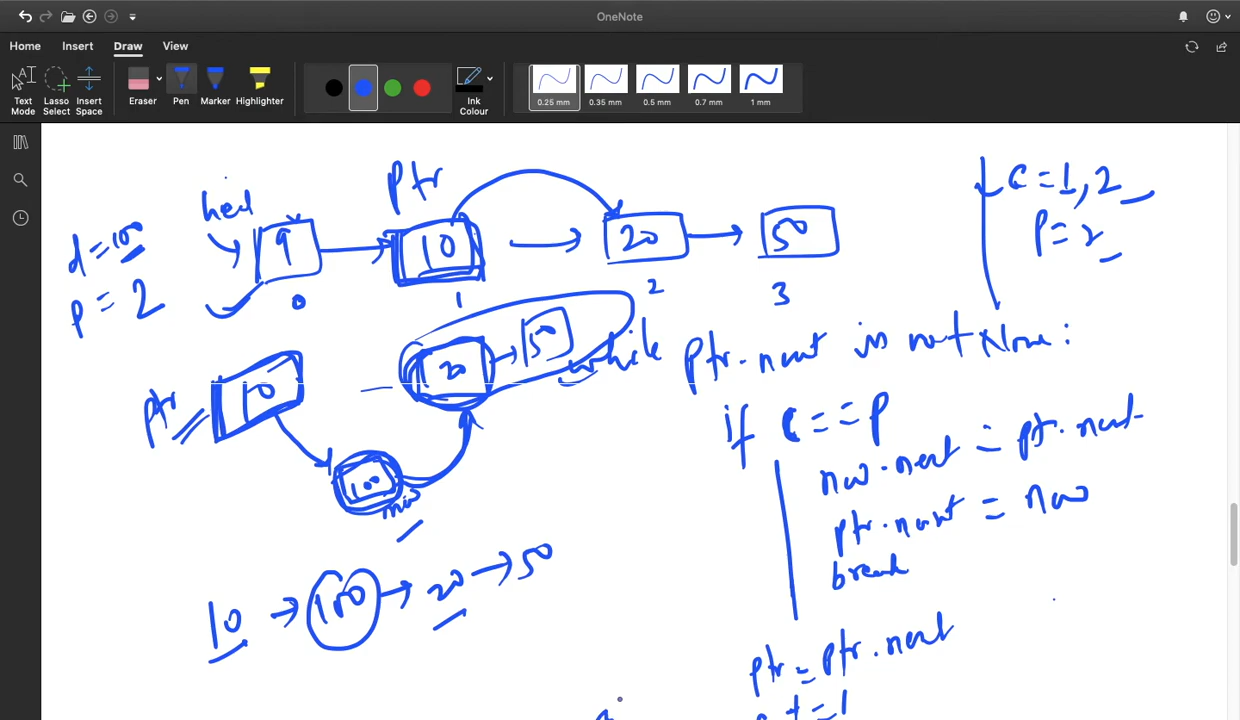 OneNote
Home Insert Draw View
Text Mode
Lasso Select
Insert Space
Eraser
Pen
Marker
Highlighter
Ink Colour
0.25 mm
0.35 mm
0.5 mm
0.7 mm
1 mm
ptr
C = 1, 2
P = 2
d = 100
P = 2
9 10 20 50
0 1 2 3
while ptr.next is not None:
ptr 10 20 50
100
if C == P
nw.next = ptr.next
ptr.next = nw
break
10 → 100 → 20 → 50
ptr = ptr.next